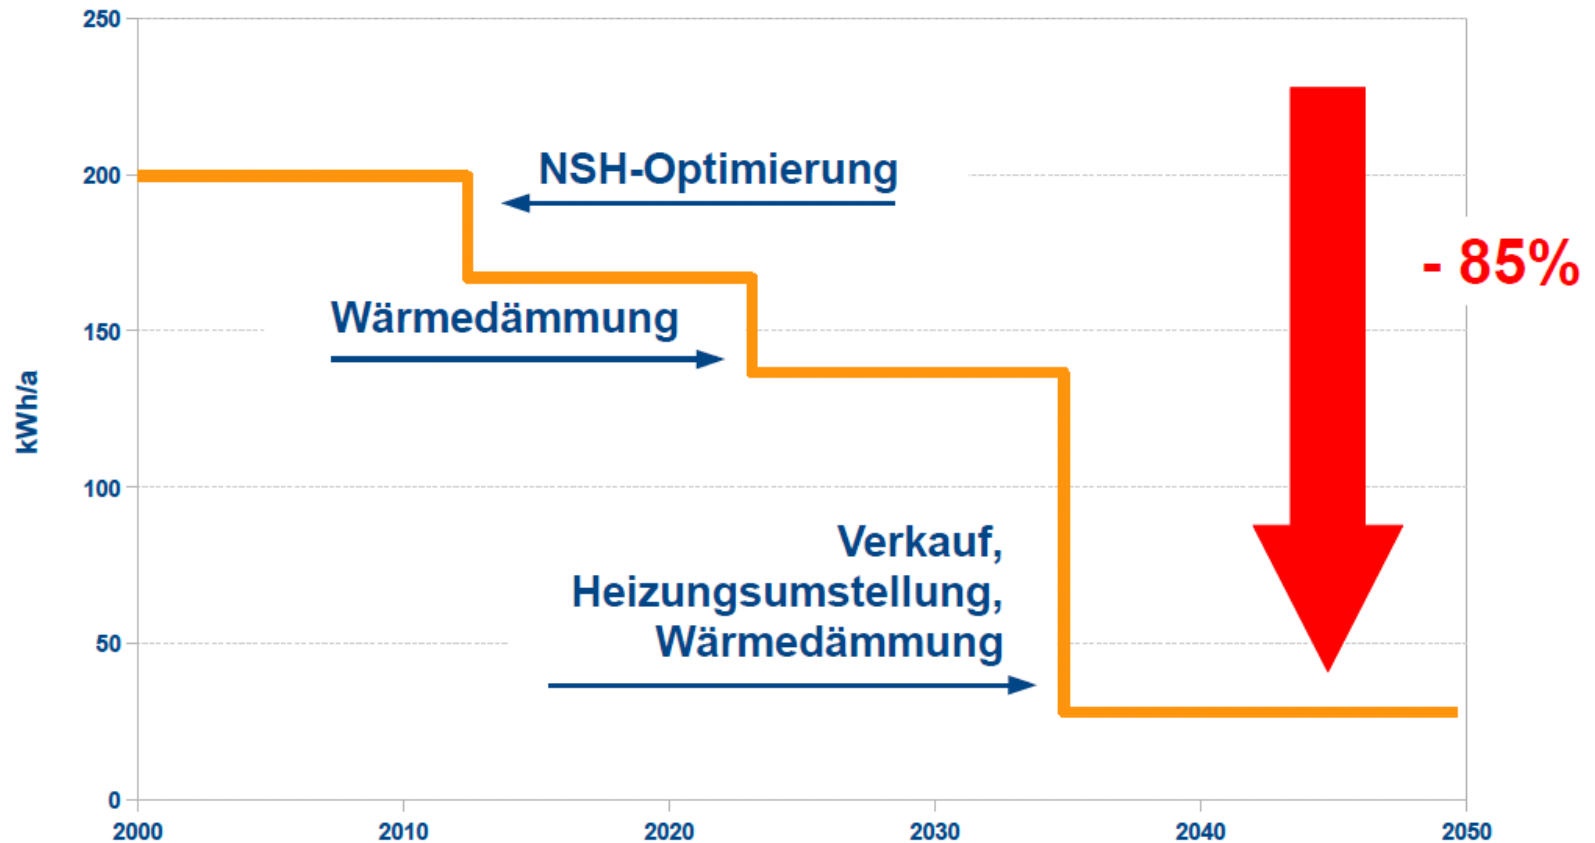 250
200
150
100
50
0
kWh/a
NSH-Optimierung
Wärmedämmung
Verkauf,
Heizungsumstellung,
Wärmedämmung
- 85%
2000 2010 2020 2030 2040 2050